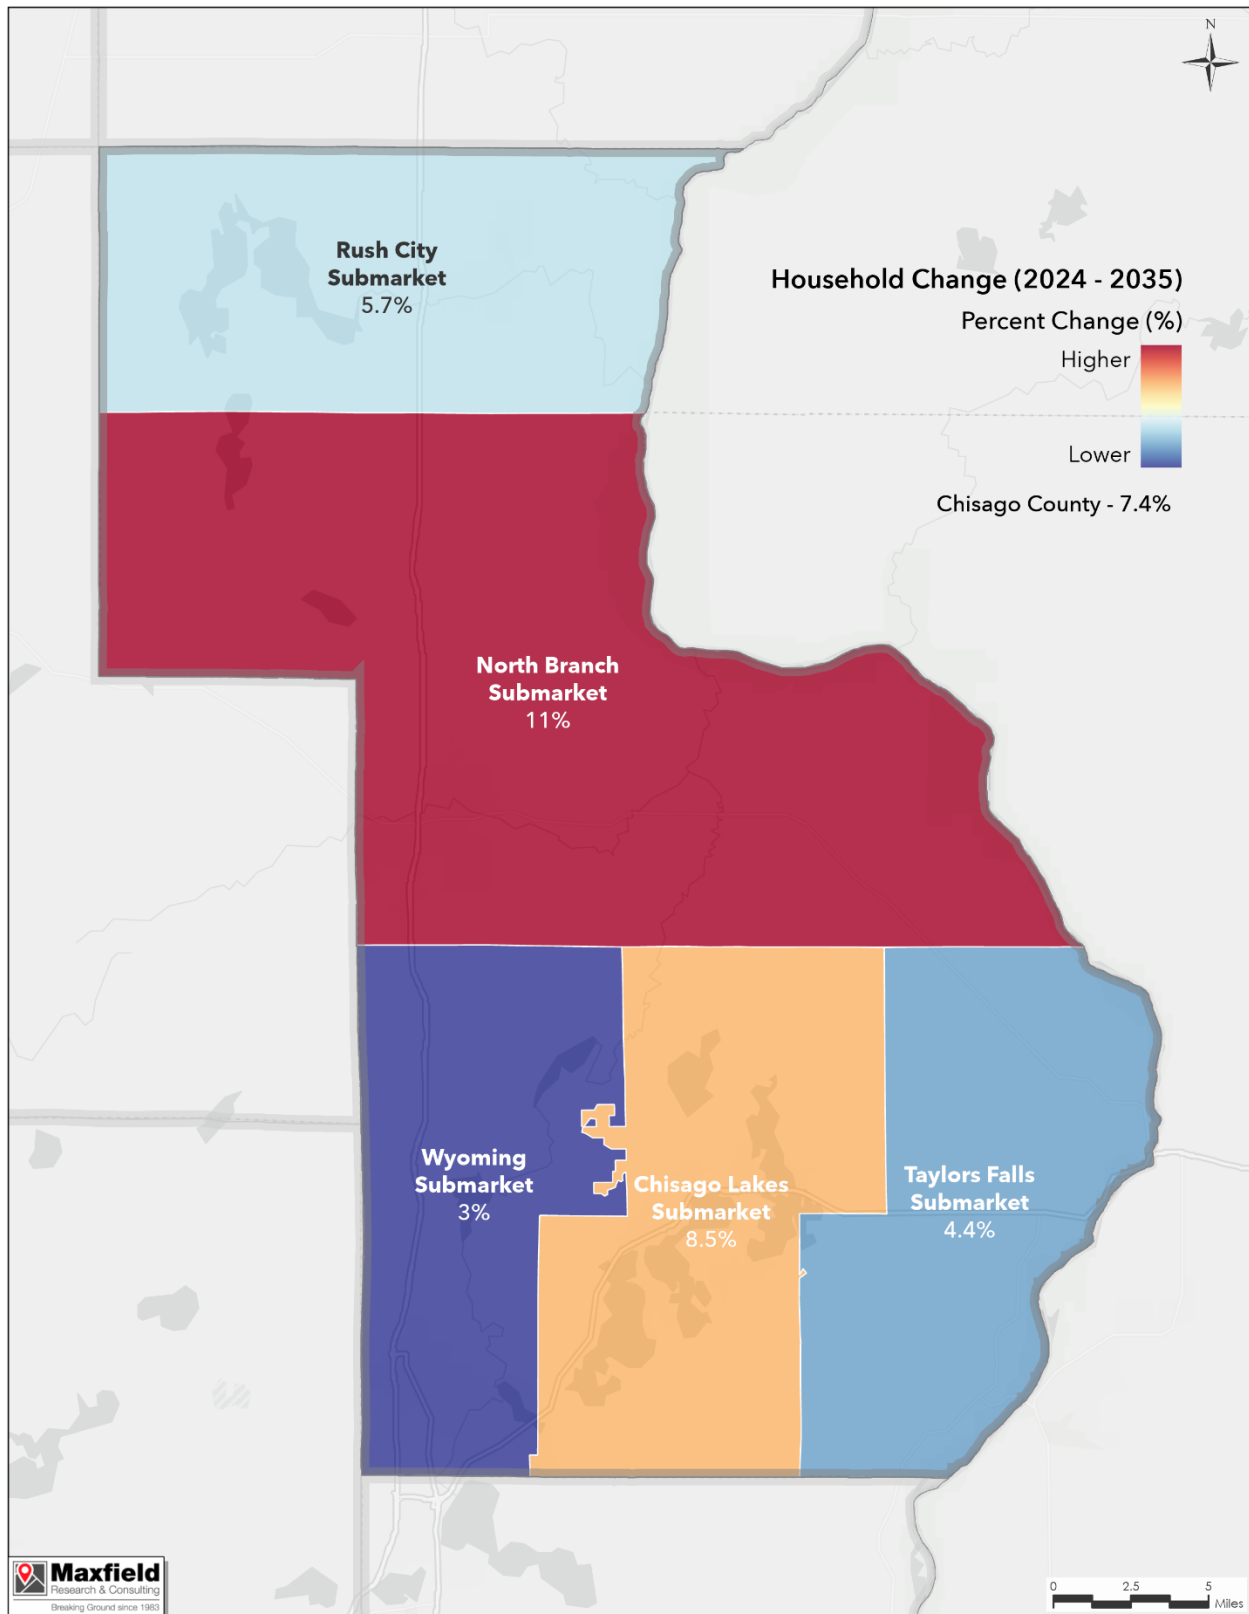 N
Rush City
Submarket
5.7%
Household Change (2024 - 2035)
Percent Change (%)
Higher
Lower
Chisago County - 7.4%
North Branch
Submarket
11%
Wyoming
Submarket
3%
Chisago Lakes
Submarket
8.5%
Taylors Falls
Submarket
4.4%
Maxfield
Research & Consulting
Breaking Ground since 1983
0 2.5 5
Miles